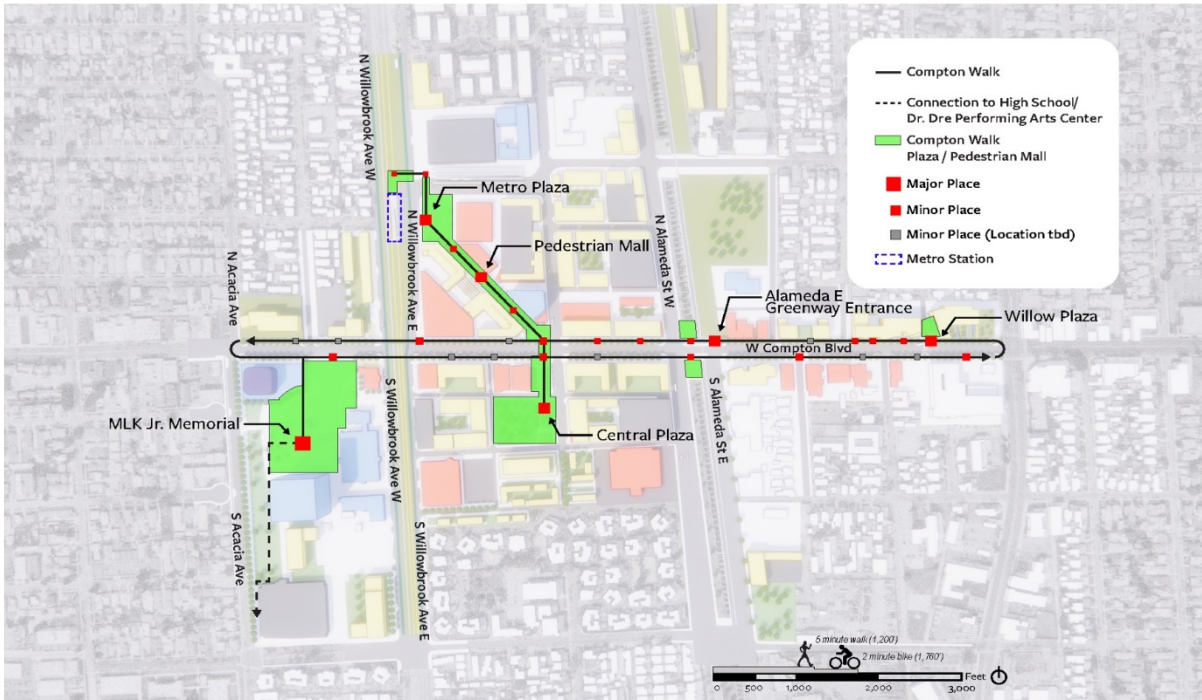 Compton Walk
Connection to High School/
Dr. Dre Performing Arts Center
Compton Walk
Plaza / Pedestrian Mall
Major Place
Minor Place
Minor Place (Location tbd)
Metro Station
N Willowbrook Ave W
N Willowbrook Ave E
Metro Plaza
Pedestrian Mall
N Acacia Ave
N Alameda St W
Alameda E
Greenway Entrance
Willow Plaza
W Compton Blvd
MLK Jr. Memorial
S Willowbrook Ave W
Central Plaza
S Alameda St E
S Acacia Ave
S Willowbrook Ave E
5 minute walk (1,200')
2 minute bike (1,760')
Feet
0 500 1,000 2,000 3,000